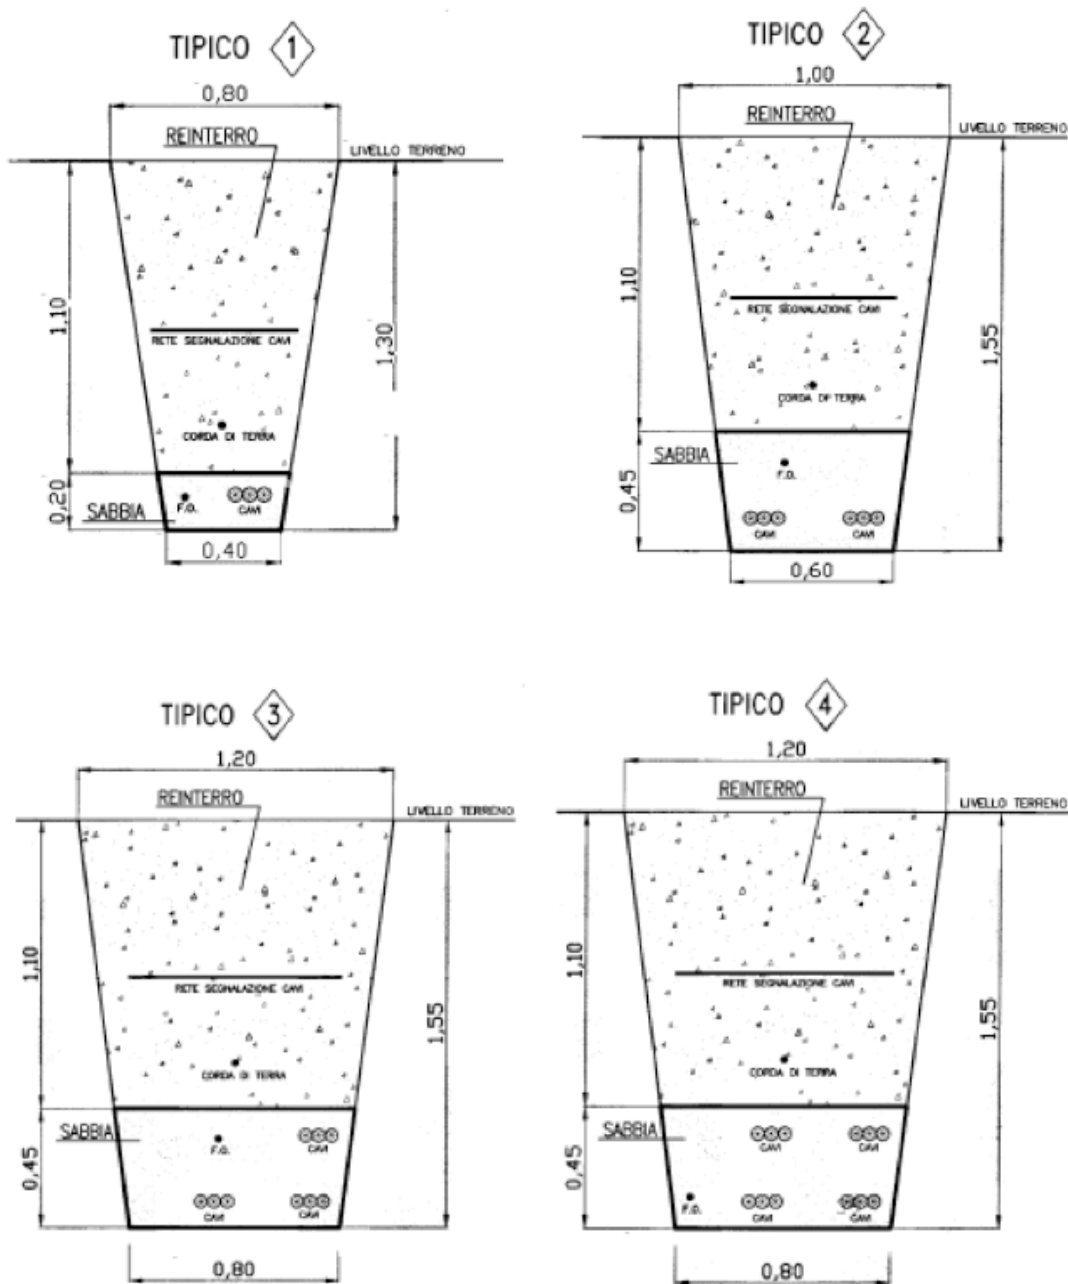 TIPICO 1
0,80
REINTERRO
LIVELLO TERRENO
1,10
1,30
RETE SEGNALAZIONE CAVI
CORDA DI TERRA
0,20
SABBIA
F.O.
CAVI
0,40
TIPICO 2
1,00
REINTERRO
LIVELLO TERRENO
1,10
1,55
RETE SEGNALAZIONE CAVI
CORDA DI TERRA
SABBIA
0,45
F.O.
CAVI
CAVI
0,60
TIPICO 3
1,20
REINTERRO
LIVELLO TERRENO
1,10
1,55
RETE SEGNALAZIONE CAVI
CORDA DI TERRA
SABBIA
0,45
F.O.
CAVI
CAVI
CAVI
0,80
TIPICO 4
1,20
REINTERRO
LIVELLO TERRENO
1,10
1,55
RETE SEGNALAZIONE CAVI
CORDA DI TERRA
SABBIA
0,45
CAVI
CAVI
F.O.
CAVI
CAVI
0,80